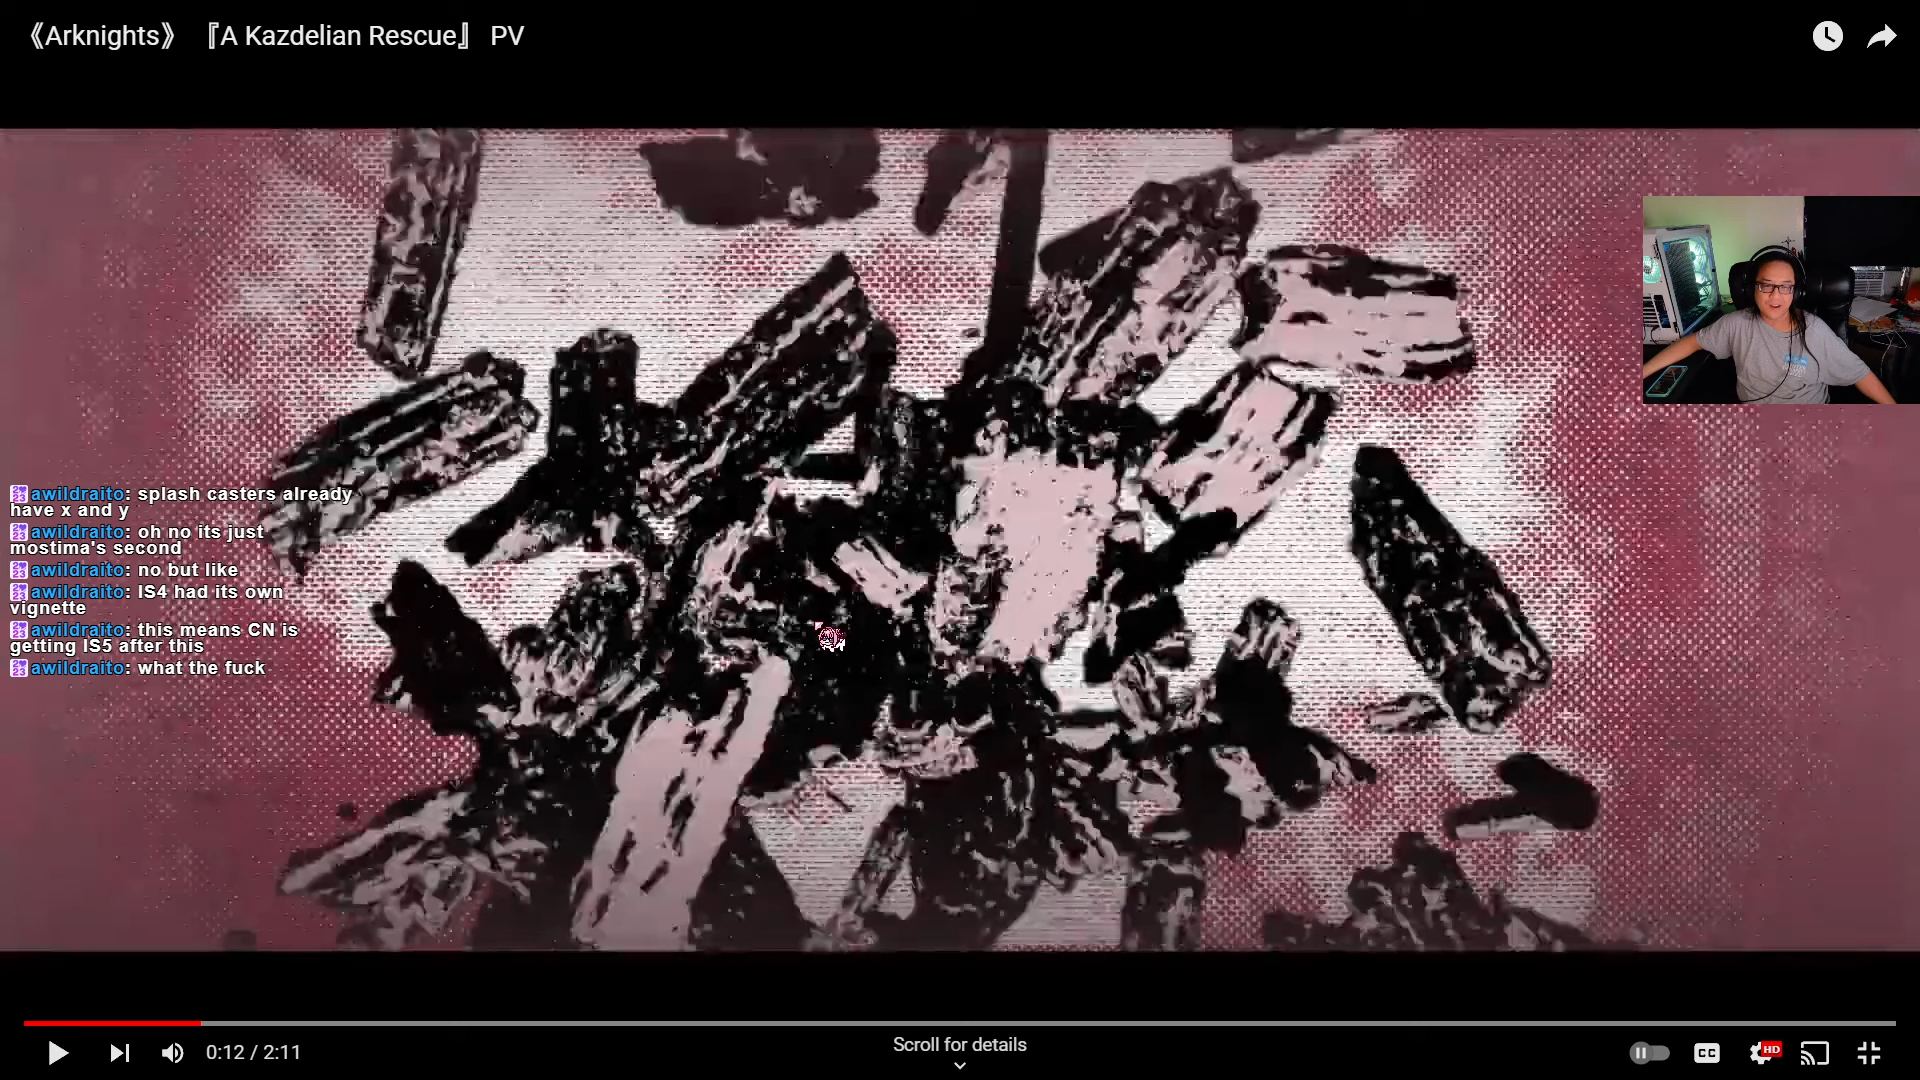 《Arknights》 『A Kazdelian Rescue』 PV
awildraito: splash casters already
have x and y
awildraito: oh no its just
mostima's second
awildraito: no but like
awildraito: IS4 had its own
vignette
awildraito: this means CN is
getting IS5 after this
awildraito: what the fuck
0:12 / 2:11
Scroll for details
CC
HD